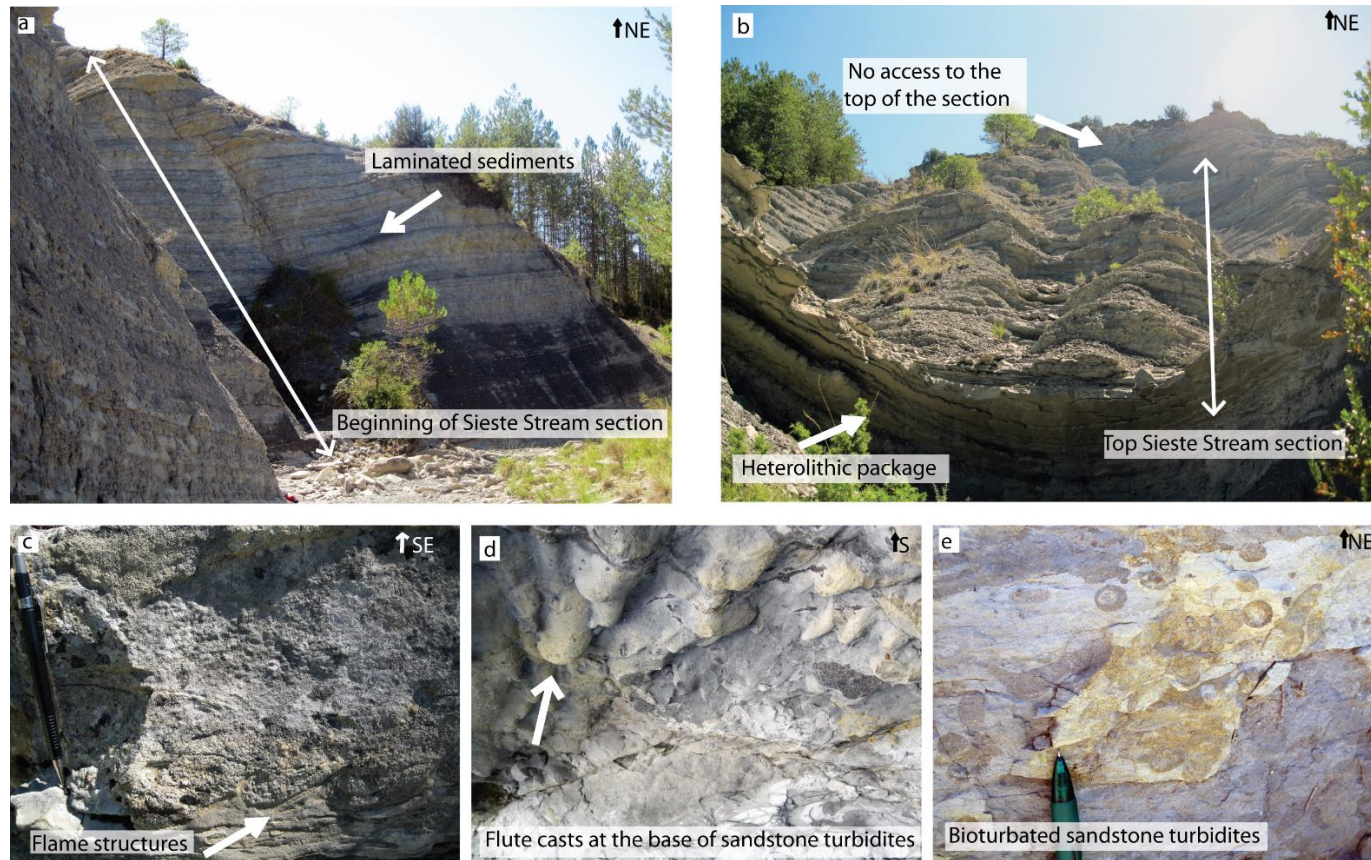 a
↑NE
Laminated sediments
Beginning of Sieste Stream section
b
↑NE
No access to the
top of the section
Heterolithic package
Top Sieste Stream section
c
↑SE
Flame structures
d
↑S
Flute casts at the base of sandstone turbidites
e
↑NE
Bioturbated sandstone turbidites